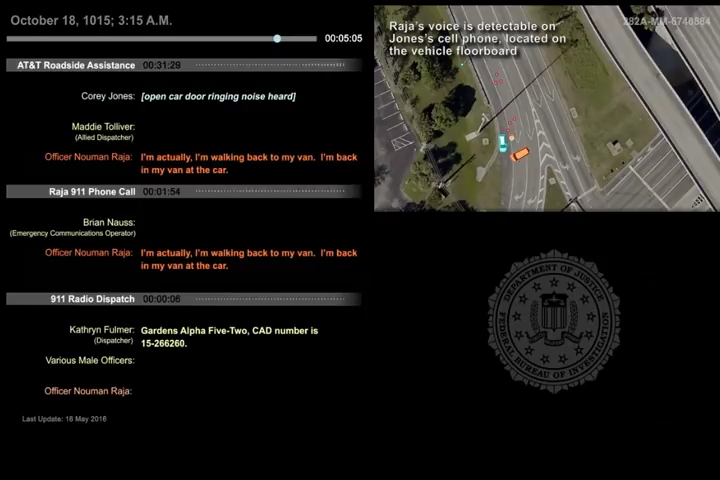 October 18, 1015; 3:15 A.M.
00:05:05
AT&T Roadside Assistance 00:31:28
Corey Jones: [open car door ringing noise heard]
Maddie Tolliver:
(Allied Dispatcher)
Officer Nouman Raja: I'm actually, I'm walking back to my van. I'm back
in my van at the car.
Raja 911 Phone Call 00:01:54
Brian Nauss:
(Emergency Communications Operator)
Officer Nouman Raja: I'm actually, I'm walking back to my van. I'm back
in my van at the car.
911 Radio Dispatch 00:00:06
Kathryn Fulmer: Gardens Alpha Five-Two, CAD number is
(Dispatcher) 15-266260.
Various Male Officers:
Officer Nouman Raja:
Last Update: 18 May 2016
Raja's voice is detectable on
Jones's cell phone, located on
the vehicle floorboard
282A-MM-6746884
DEPARTMENT OF JUSTICE
FEDERAL BUREAU OF INVESTIGATION